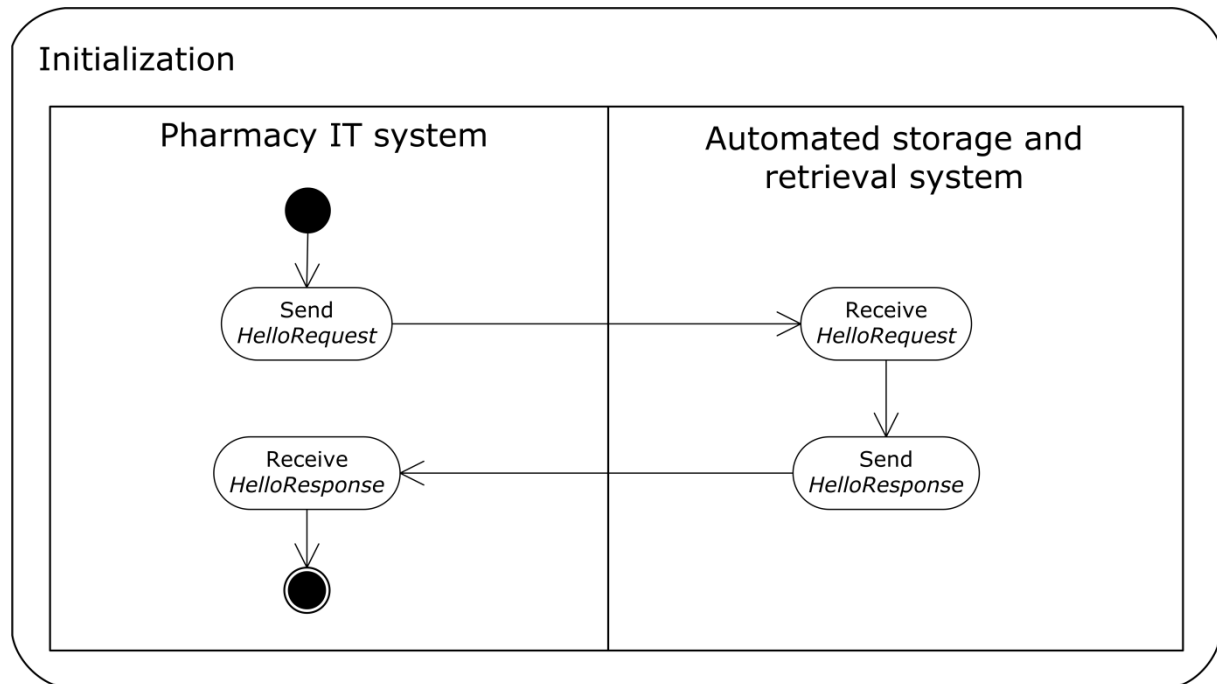 Initialization
Pharmacy IT system
Automated storage and
retrieval system
Send
HelloRequest
Receive
HelloRequest
Receive
HelloResponse
Send
HelloResponse